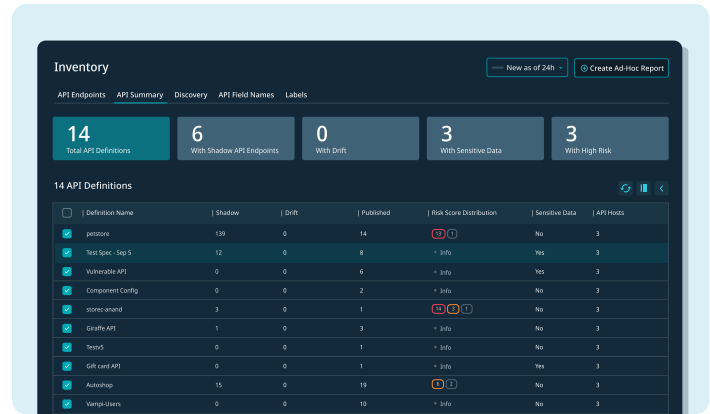 Inventory
New as of 24h
Create Ad-Hoc Report
API Endpoints API Summary Discovery API Field Names Labels
14 6 0 3 3
Total API Definitions With Shadow API Endpoints With Drift With Sensitive Data With High Risk
14 API Definitions
| Definition Name | Shadow | Drift | Published | Risk Score Distribution | Sensitive Data | API Hosts
petstore 139 0 14 13 1 No 3
Test Spec - Sep 5 12 0 8 Info Yes 3
Vulnerable API 0 0 6 Info Yes 3
Component Config 0 0 2 Info No 3
storec-anand 3 0 1 14 3 1 No 3
Giraffe API 1 0 3 Info No 3
Testv5 0 0 1 Info No 3
Gift card API 0 0 1 Info Yes 3
Autoshop 15 0 19 2 No 3
Vampi-Users 0 0 10 Info No 3